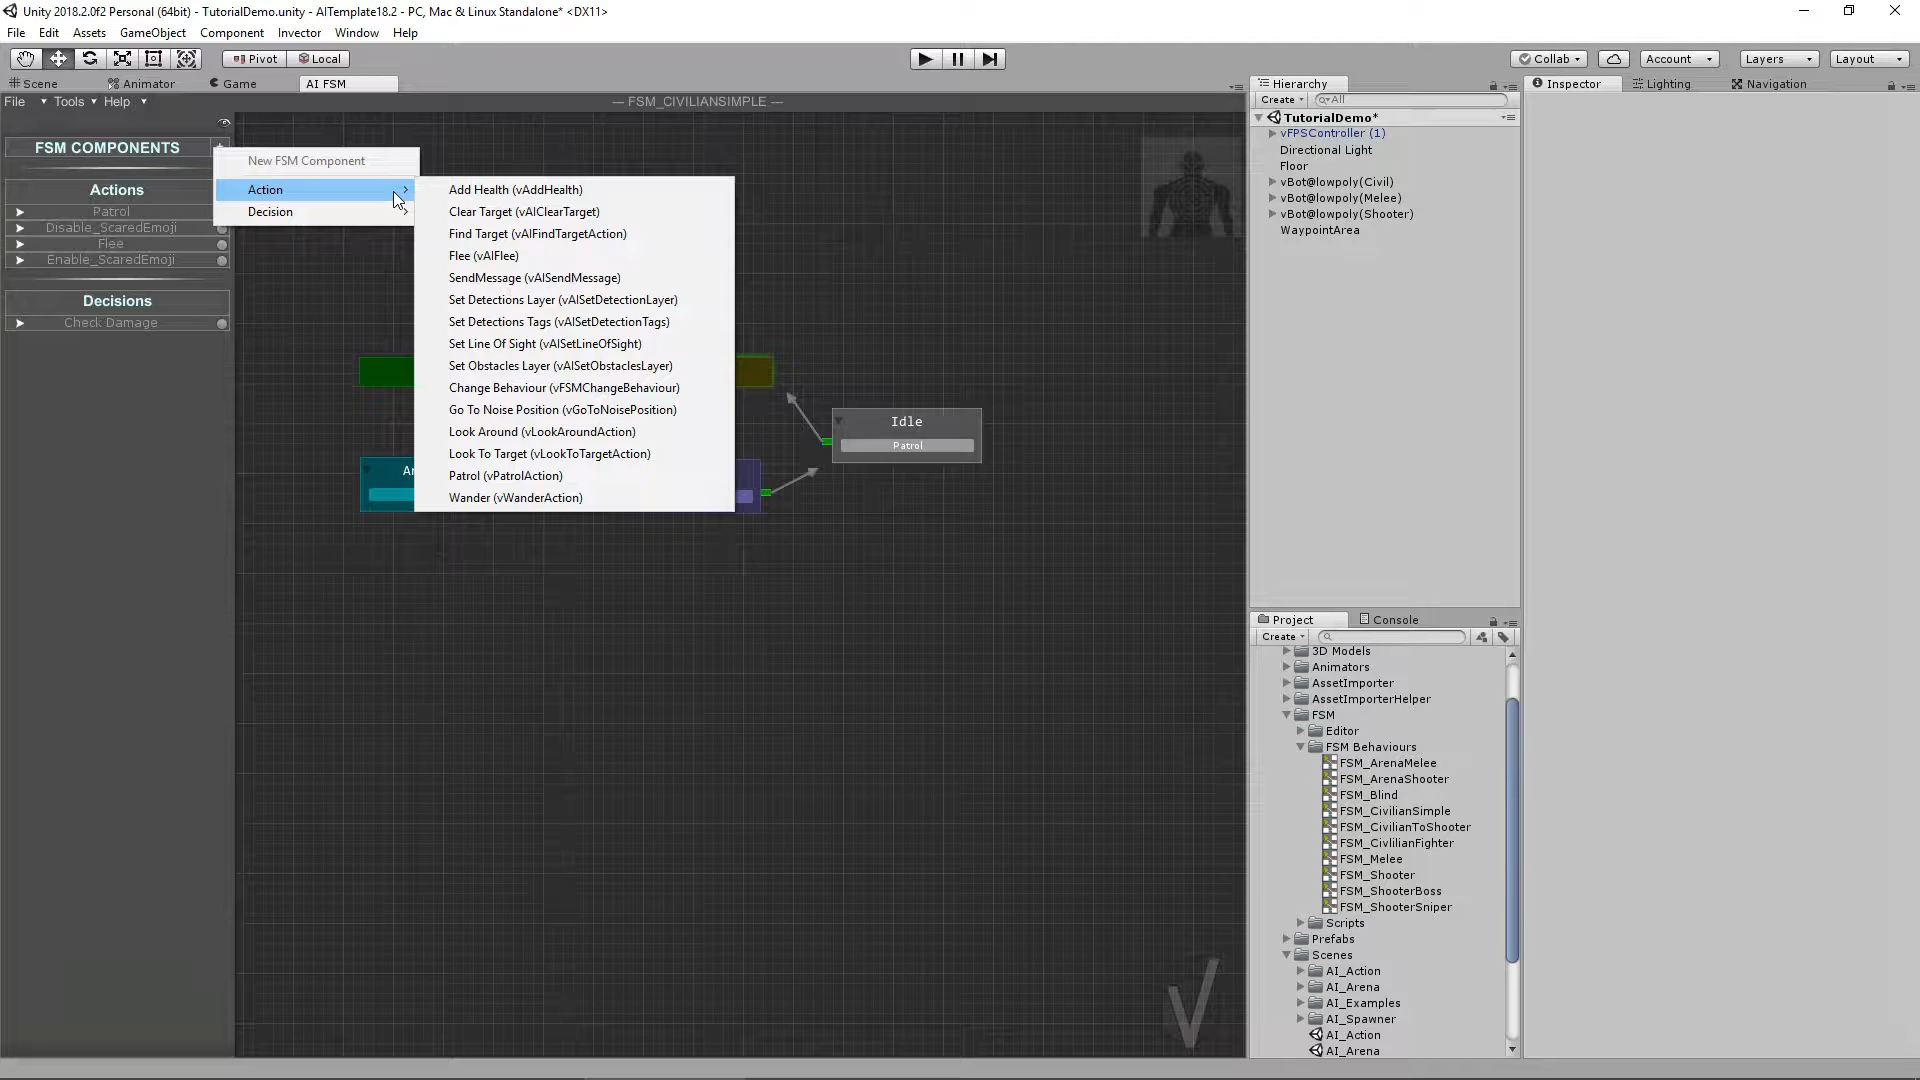 Unity 2018.2.0f2 Personal (64bit) - TutorialDemo.unity - AITemplate18.2 - PC, Mac & Linux Standalone* <DX11>
File Edit Assets GameObject Component Invector Window Help
Pivot Local Collab Account Layers Layout
Scene Animator Game AI FSM
File Tools Help
— FSM_CIVILIANSIMPLE —
FSM COMPONENTS
Actions
Patrol
Disable_ScaredEmoji
Flee
Enable_ScaredEmoji
Decisions
Check Damage
New FSM Component
Action
Decision
Add Health (vAddHealth)
Clear Target (vAIClearTarget)
Find Target (vAIFindTargetAction)
Flee (vAIFlee)
SendMessage (vAISendMessage)
Set Detections Layer (vAISetDetectionLayer)
Set Detections Tags (vAISetDetectionTags)
Set Line Of Sight (vAISetLineOfSight)
Set Obstacles Layer (vAISetObstaclesLayer)
Change Behaviour (vFSMChangeBehaviour)
Go To Noise Position (vGoToNoisePosition)
Look Around (vLookAroundAction)
Look To Target (vLookToTargetAction)
Patrol (vPatrolAction)
Wander (vWanderAction)
Idle
Patrol
Hierarchy
Create All
TutorialDemo*
vFPSController (1)
Directional Light
Floor
vBot@lowpoly(Civil)
vBot@lowpoly(Melee)
vBot@lowpoly(Shooter)
WaypointArea
Project Console
Create
3D Models
Animators
AssetImporter
AssetImporterHelper
FSM
Editor
FSM Behaviours
FSM_ArenaMelee
FSM_ArenaShooter
FSM_Blind
FSM_CivilianSimple
FSM_CivilianToShooter
FSM_CivlilianFighter
FSM_Melee
FSM_Shooter
FSM_ShooterBoss
FSM_ShooterSniper
Scripts
Prefabs
Scenes
AI_Action
AI_Arena
AI_Examples
AI_Spawner
AI_Action
AI_Arena
Inspector Lighting Navigation